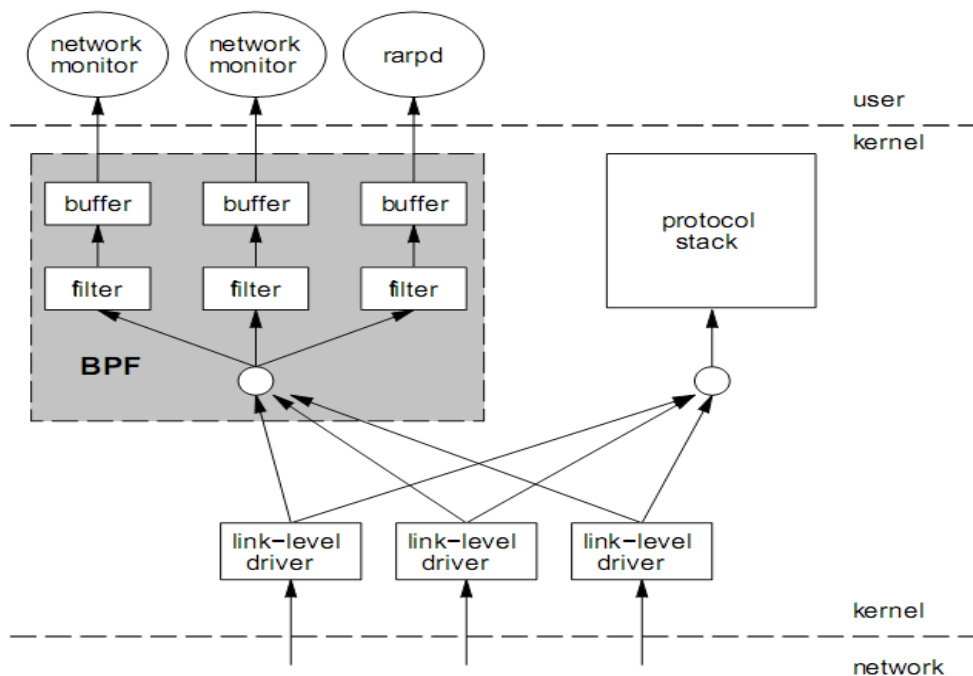 network
monitor
network
monitor
rarpd
user
kernel
buffer
buffer
buffer
protocol
stack
filter
filter
filter
BPF
link-level
driver
link-level
driver
link-level
driver
kernel
network